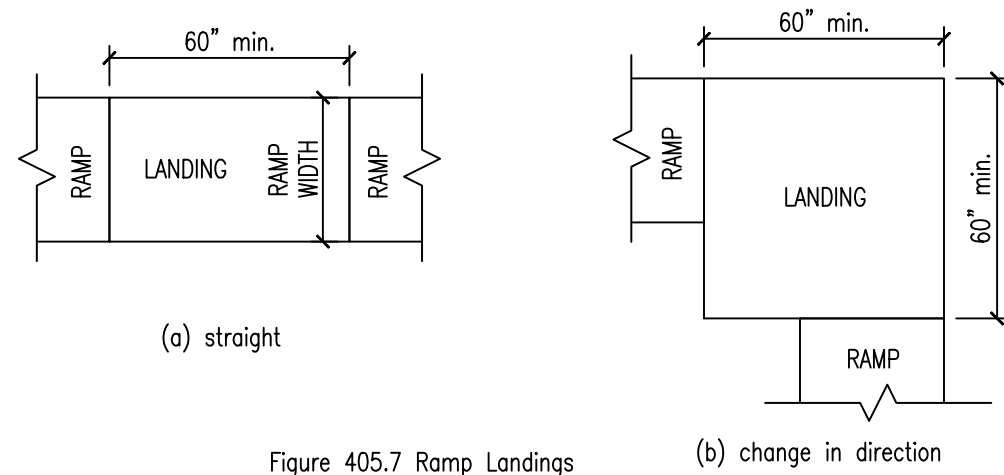 60” min.
RAMP
LANDING
RAMP
WIDTH
RAMP
(a) straight
60” min.
RAMP
LANDING
60” min.
RAMP
(b) change in direction
Figure 405.7 Ramp Landings